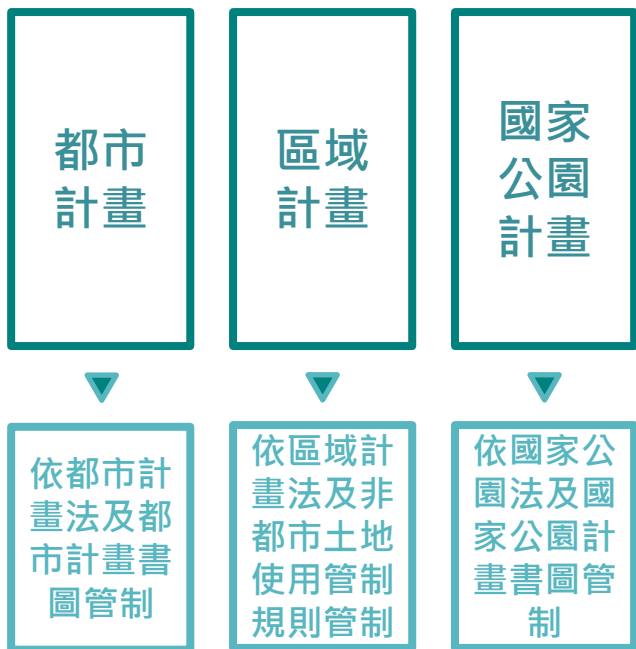 都市
計畫
區域
計畫
國家
公園
計畫
依都市計
畫法及都
市計畫書
圖管制
依區域計
畫法及非
都市土地
使用管制
規則管制
依國家公
園法及國
家公園計
畫書圖管
制